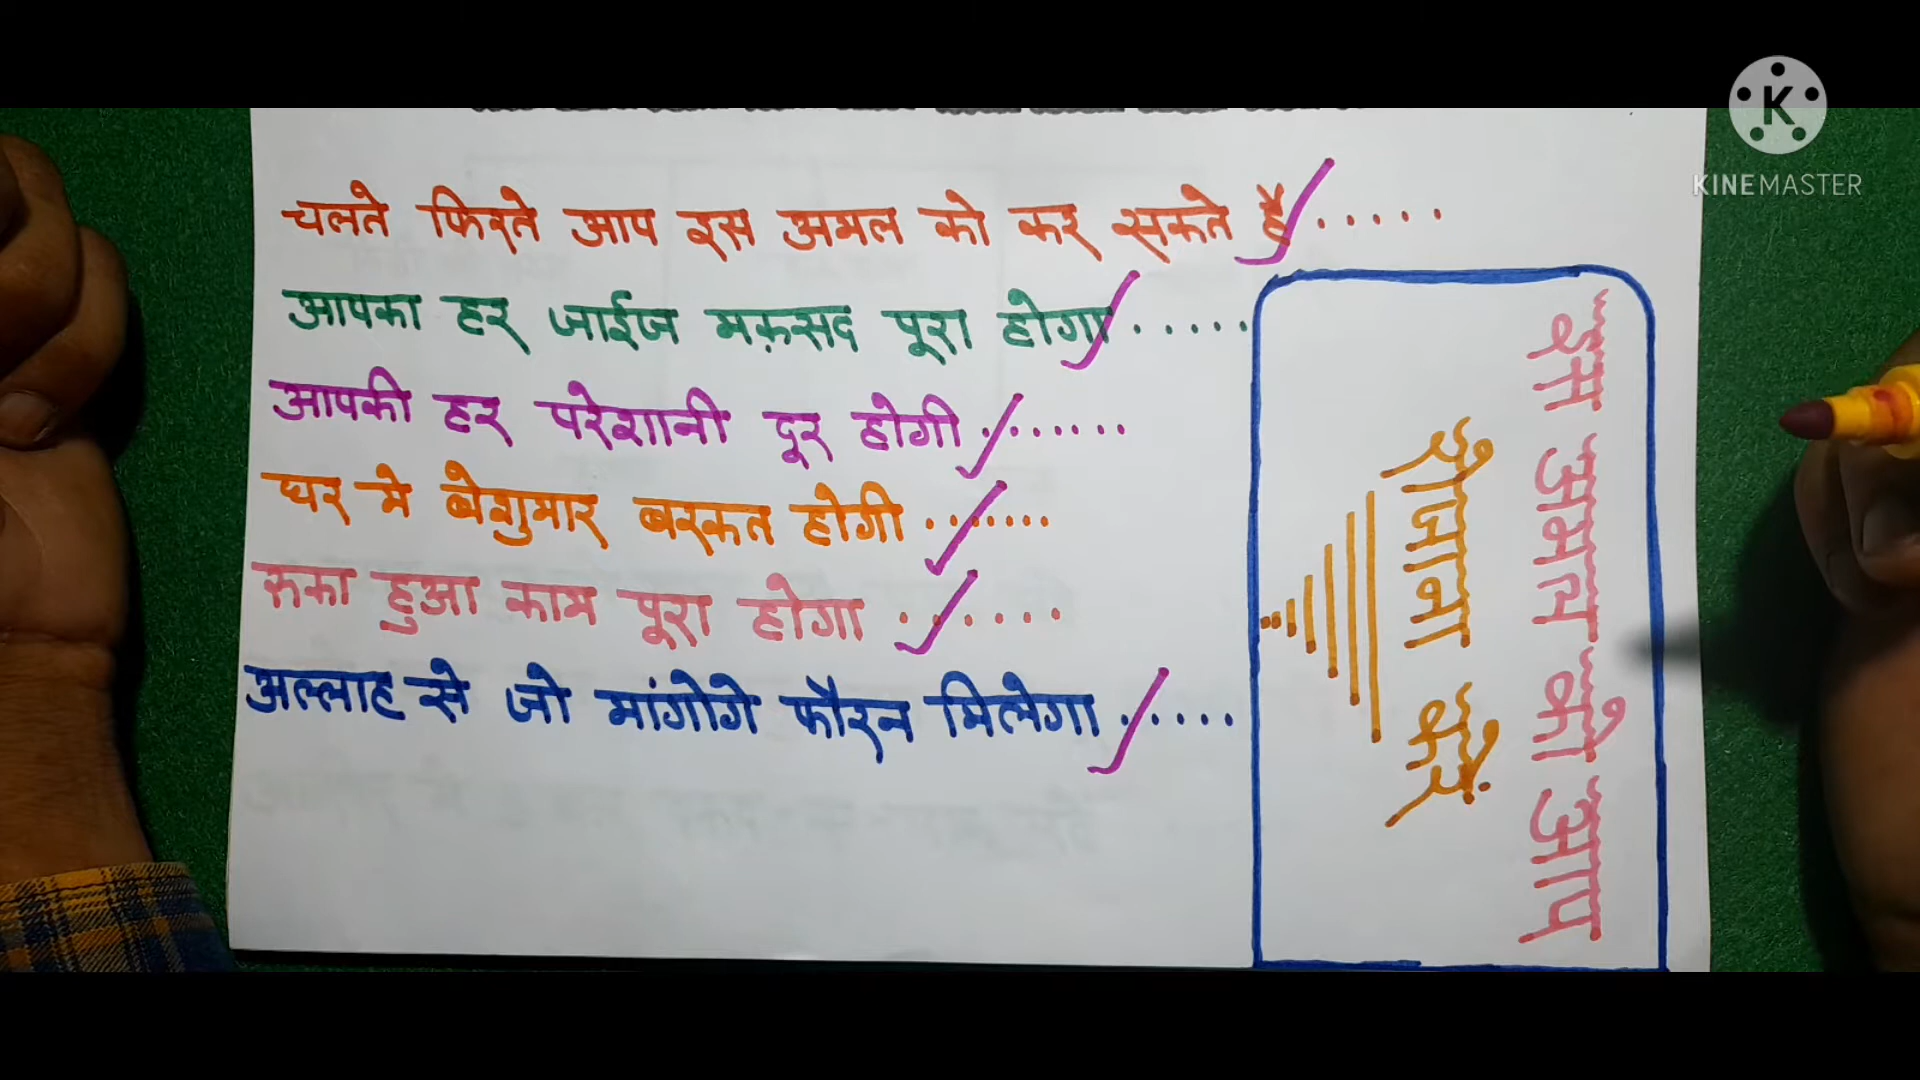 चलते फिरते आप इस अमल को कर सकते है.....
आपका हर जाईज मक़सद पूरा होगा.....
आपकी हर परेशानी दूर होगी.......
घर मे बेशुमार बरकत होगी.......
रुका हुआ काम पूरा होगा.......
अल्लाह से जो मांगोगे फौरन मिलेगा.....
इस अमल को आप
रोजाना करें
K
KINEMASTER